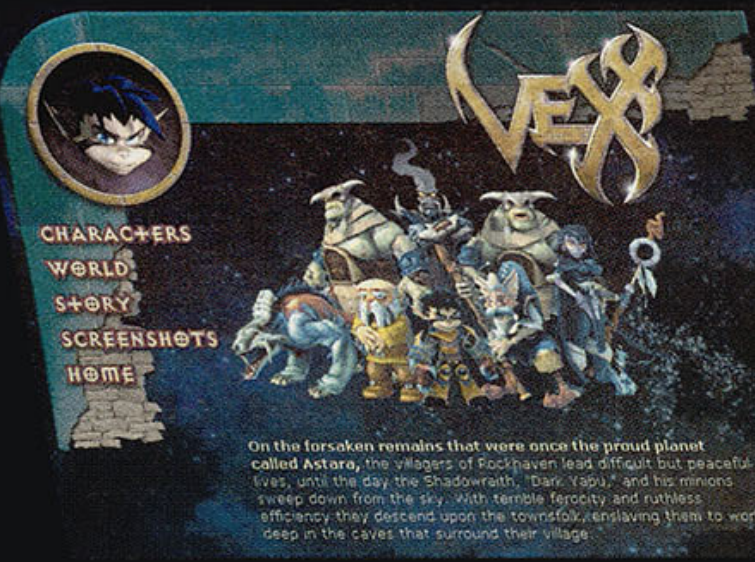 VEXX
CHARACTERS
WORLD
STORY
SCREENSHOTS
HOME
On the forsaken remains that were once the proud planet
called Astara, the villagers of Rockhaven lead difficult but peaceful
lives, until the day the Shadowraith, "Dark Yabu," and his minions
sweep down from the sky. With terrible ferocity and ruthless
efficiency they descend upon the townsfolk, enslaving them to wor
deep in the caves that surround their village.